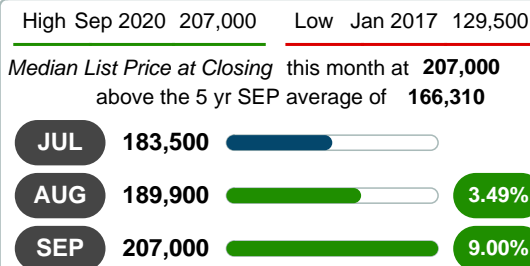 High Sep 2020 207,000 Low Jan 2017 129,500
Median List Price at Closing this month at 207,000
above the 5 yr SEP average of 166,310
JUL 183,500
AUG 189,900 3.49%
SEP 207,000 9.00%